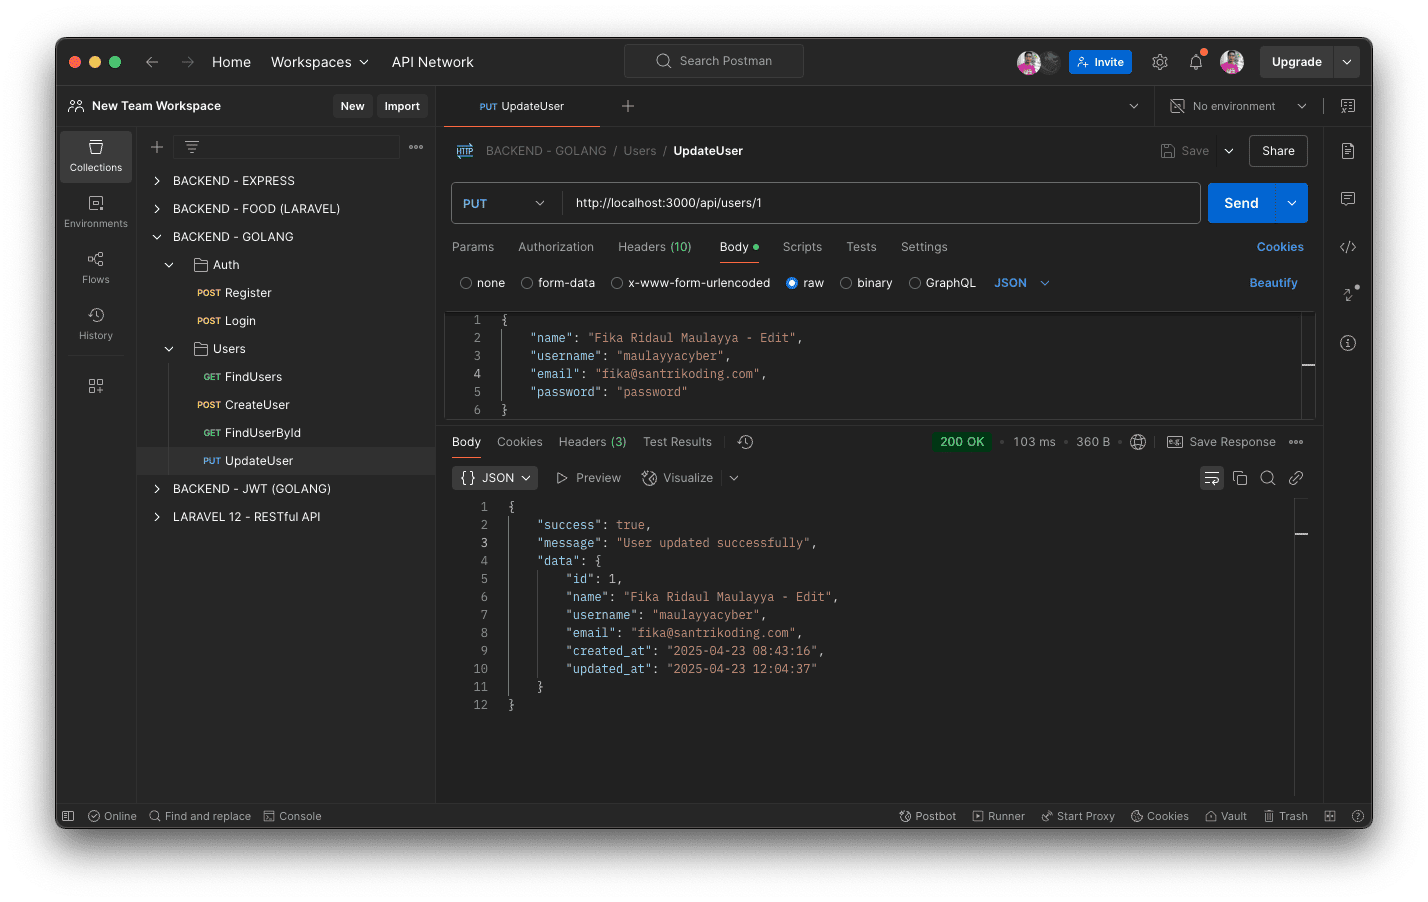 Home
Workspaces
API Network
Search Postman
Invite
Upgrade
New Team Workspace
New
Import
PUT UpdateUser
No environment
Collections
Environments
Flows
History
BACKEND - EXPRESS
BACKEND - FOOD (LARAVEL)
BACKEND - GOLANG
Auth
POST Register
POST Login
Users
GET FindUsers
POST CreateUser
GET FindUserById
PUT UpdateUser
BACKEND - JWT (GOLANG)
LARAVEL 12 - RESTful API
HTTP BACKEND - GOLANG / Users / UpdateUser
Save
Share
PUT
http://localhost:3000/api/users/1
Send
Params
Authorization
Headers (10)
Body
Scripts
Tests
Settings
Cookies
none
form-data
x-www-form-urlencoded
raw
binary
GraphQL
JSON
Beautify
1 {
2 "name": "Fika Ridaul Maulayya - Edit",
3 "username": "maulayyacyber",
4 "email": "fika@santrikoding.com",
5 "password": "password"
6 }
Body
Cookies
Headers (3)
Test Results
200 OK
103 ms
360 B
Save Response
{} JSON
Preview
Visualize
1 {
2 "success": true,
3 "message": "User updated successfully",
4 "data": {
5 "id": 1,
6 "name": "Fika Ridaul Maulayya - Edit",
7 "username": "maulayyacyber",
8 "email": "fika@santrikoding.com",
9 "created_at": "2025-04-23 08:43:16",
10 "updated_at": "2025-04-23 12:04:37"
11 }
12 }
Online
Find and replace
Console
Postbot
Runner
Start Proxy
Cookies
Vault
Trash